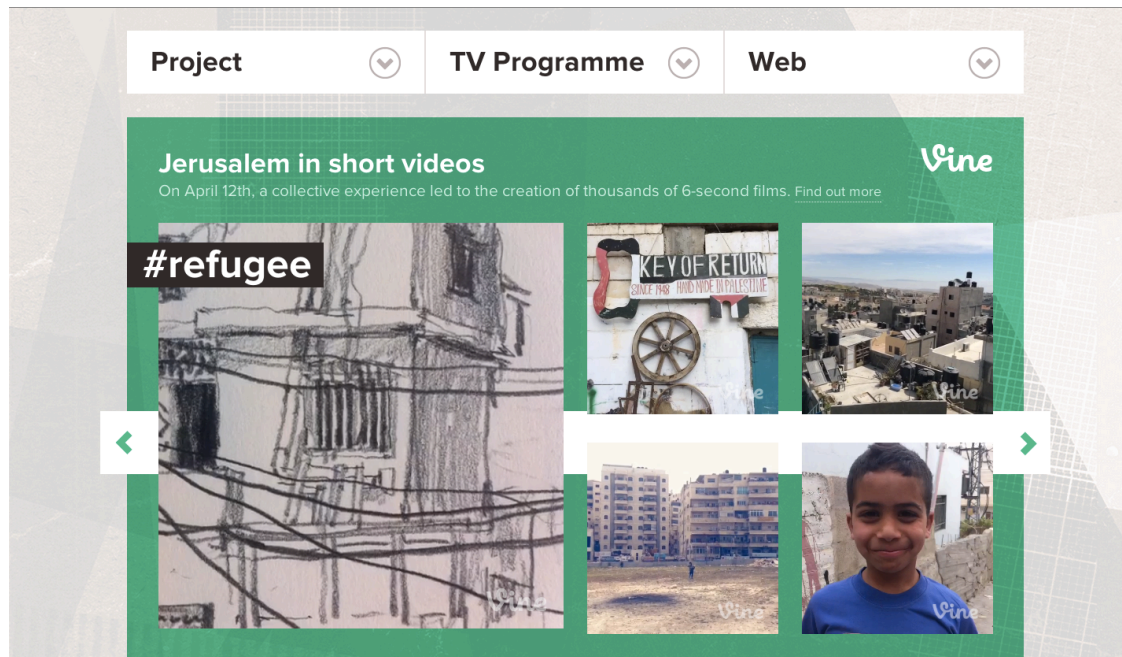 Project
TV Programme
Web
Jerusalem in short videos
Vine
On April 12th, a collective experience led to the creation of thousands of 6-second films. Find out more
#refugee
KEY OF RETURN
SINCE 1948 HAND MADE IN PALESTINE
Vine
Vine
Vine
Vine
Vine